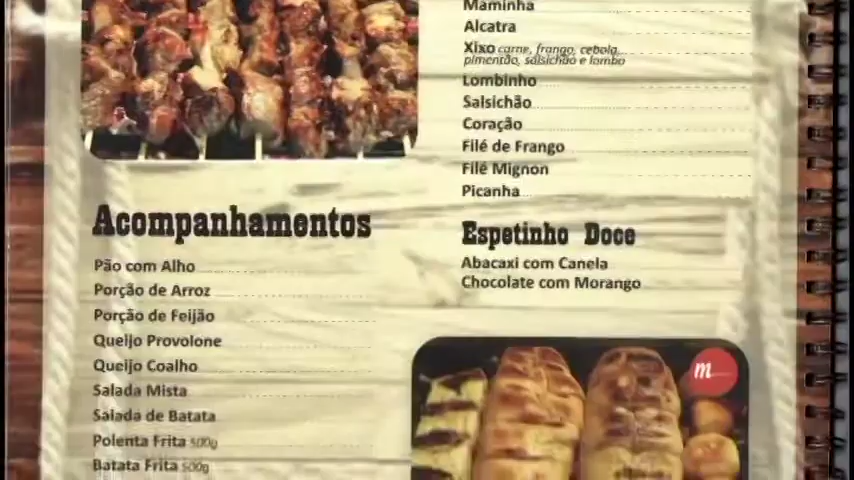 Maminha
Alcatra
Xixo carne, frango, cebola,
pimentão, salsichão e lombo
Lombinho
Salsichão
Coração
Filé de Frango
Filé Mignon
Picanha
Acompanhamentos
Pão com Alho
Porção de Arroz
Porção de Feijão
Queijo Provolone
Queijo Coalho
Salada Mista
Salada de Batata
Polenta Frita 500g
Batata Frita 500g
Espetinho Doce
Abacaxi com Canela
Chocolate com Morango
m